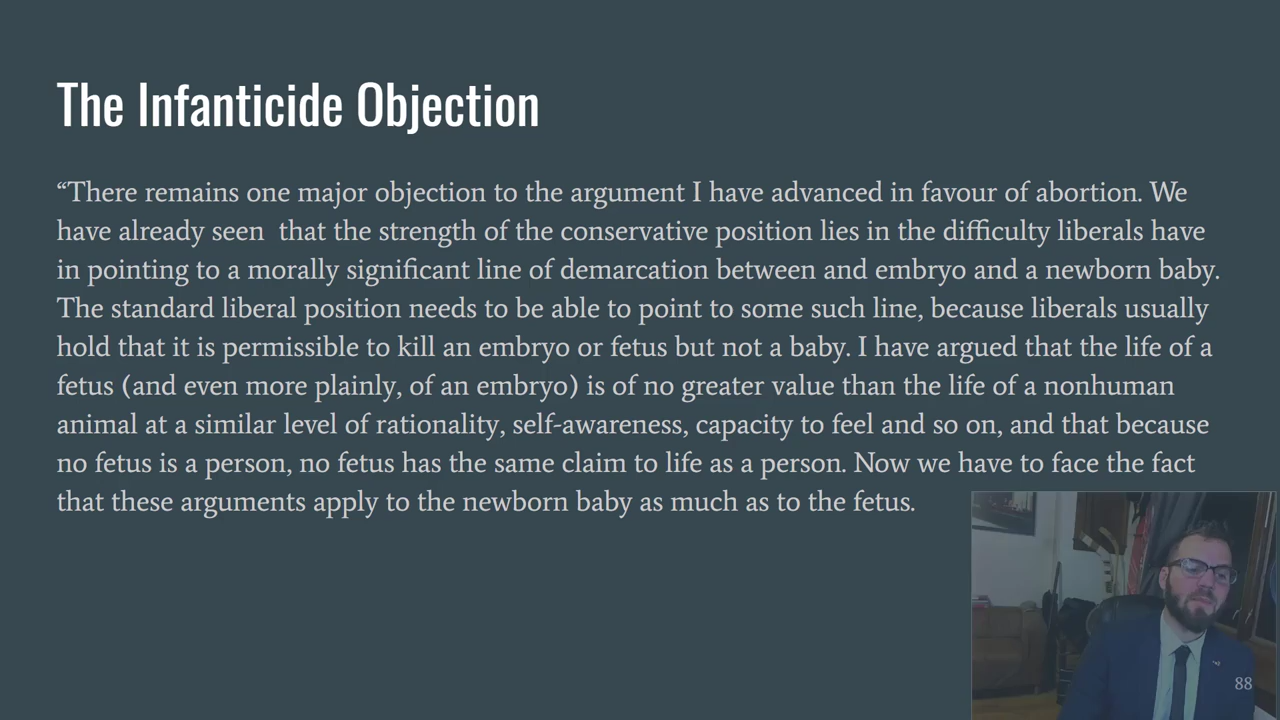 The Infanticide Objection
“There remains one major objection to the argument I have advanced in favour of abortion. We
have already seen  that the strength of the conservative position lies in the difficulty liberals have
in pointing to a morally significant line of demarcation between and embryo and a newborn baby.
The standard liberal position needs to be able to point to some such line, because liberals usually
hold that it is permissible to kill an embryo or fetus but not a baby. I have argued that the life of a
fetus (and even more plainly, of an embryo) is of no greater value than the life of a nonhuman
animal at a similar level of rationality, self-awareness, capacity to feel and so on, and that because
no fetus is a person, no fetus has the same claim to life as a person. Now we have to face the fact
that these arguments apply to the newborn baby as much as to the fetus.
88